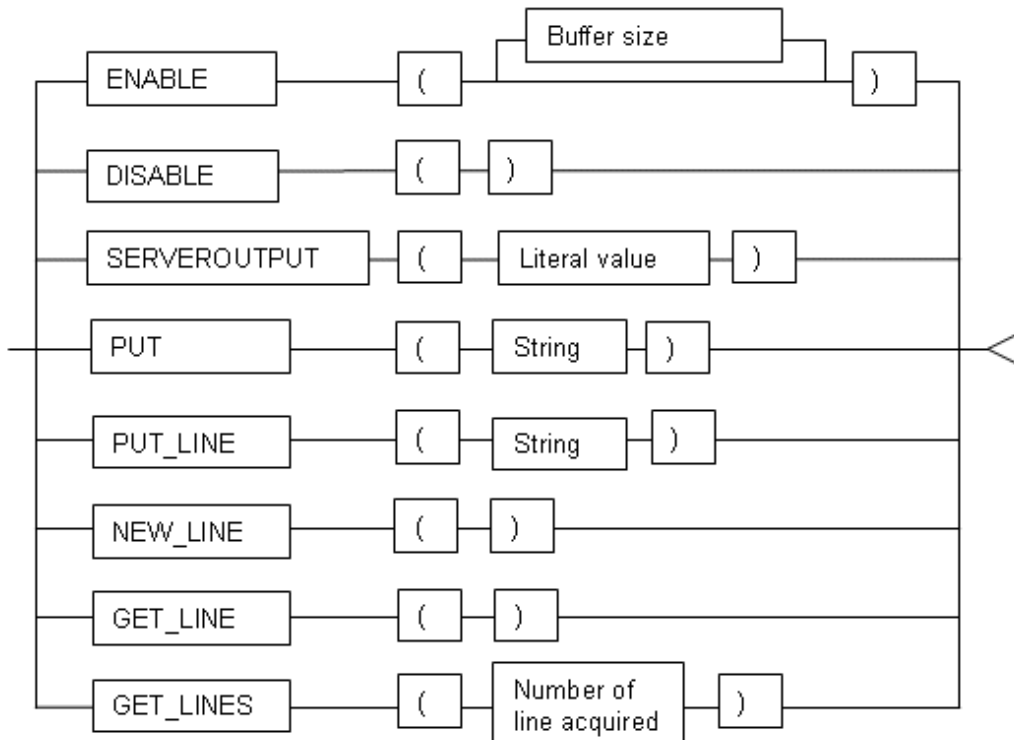 Buffer size
ENABLE ( )
DISABLE ( )
SERVEROUTPUT ( Literal value )
PUT ( String )
PUT_LINE ( String )
NEW_LINE ( )
GET_LINE ( )
GET_LINES ( Number of
line acquired )